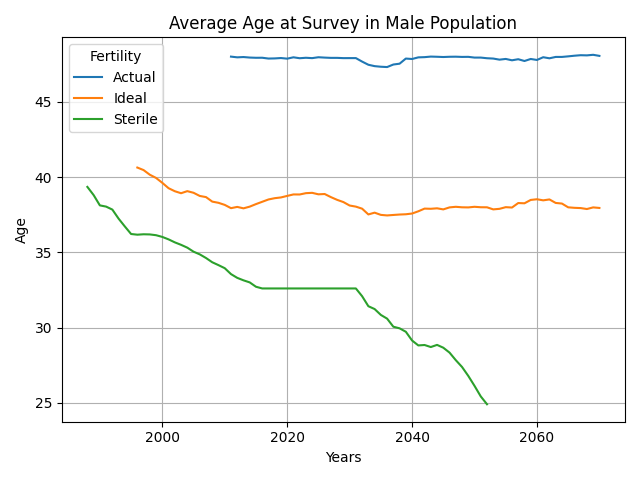 Average Age at Survey in Male Population
Fertility
Actual
Ideal
Sterile
Age
45
40
35
30
25
2000
2020
2040
2060
Years